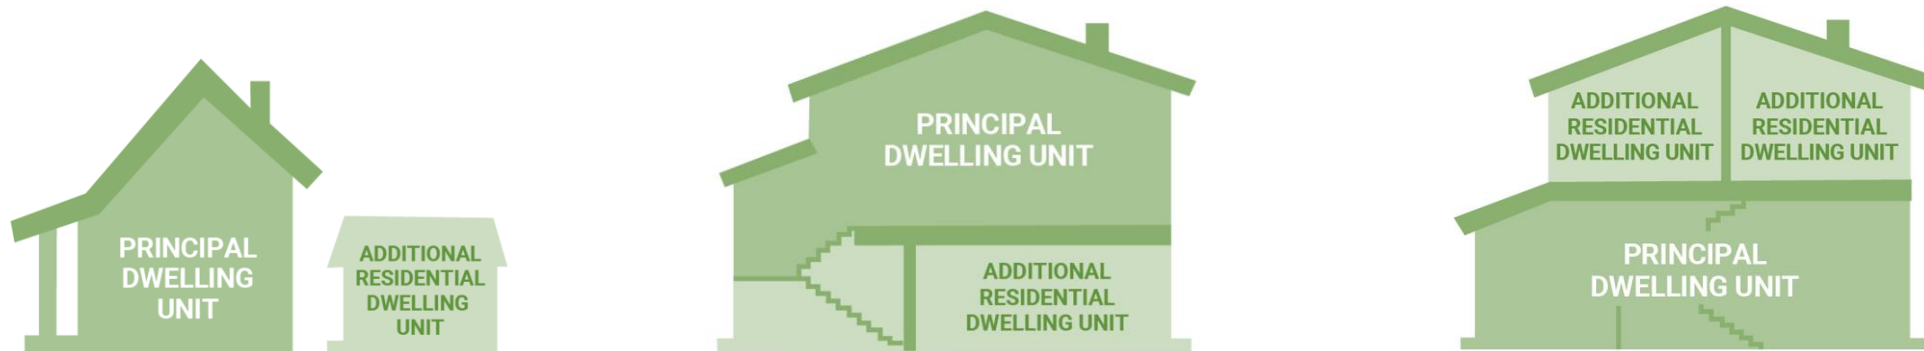 PRINCIPAL
DWELLING
UNIT
ADDITIONAL
RESIDENTIAL
DWELLING
UNIT
PRINCIPAL
DWELLING UNIT
ADDITIONAL
RESIDENTIAL
DWELLING UNIT
ADDITIONAL
RESIDENTIAL
DWELLING UNIT
ADDITIONAL
RESIDENTIAL
DWELLING UNIT
PRINCIPAL
DWELLING UNIT